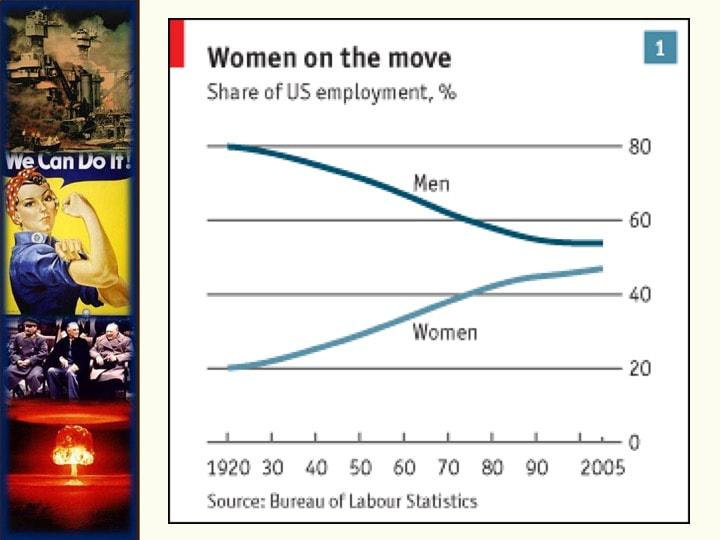 We Can Do It!
Women on the move
1
Share of US employment, %
80
Men
60
40
Women
20
0
1920 30 40 50 60 70 80 90 2005
Source: Bureau of Labour Statistics